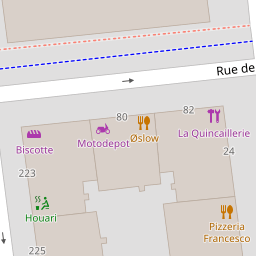 Rue de
80
82
Biscotte
Motodepot
Øslow
La Quincaillerie
24
223
Houari
Pizzeria
Francesco
225